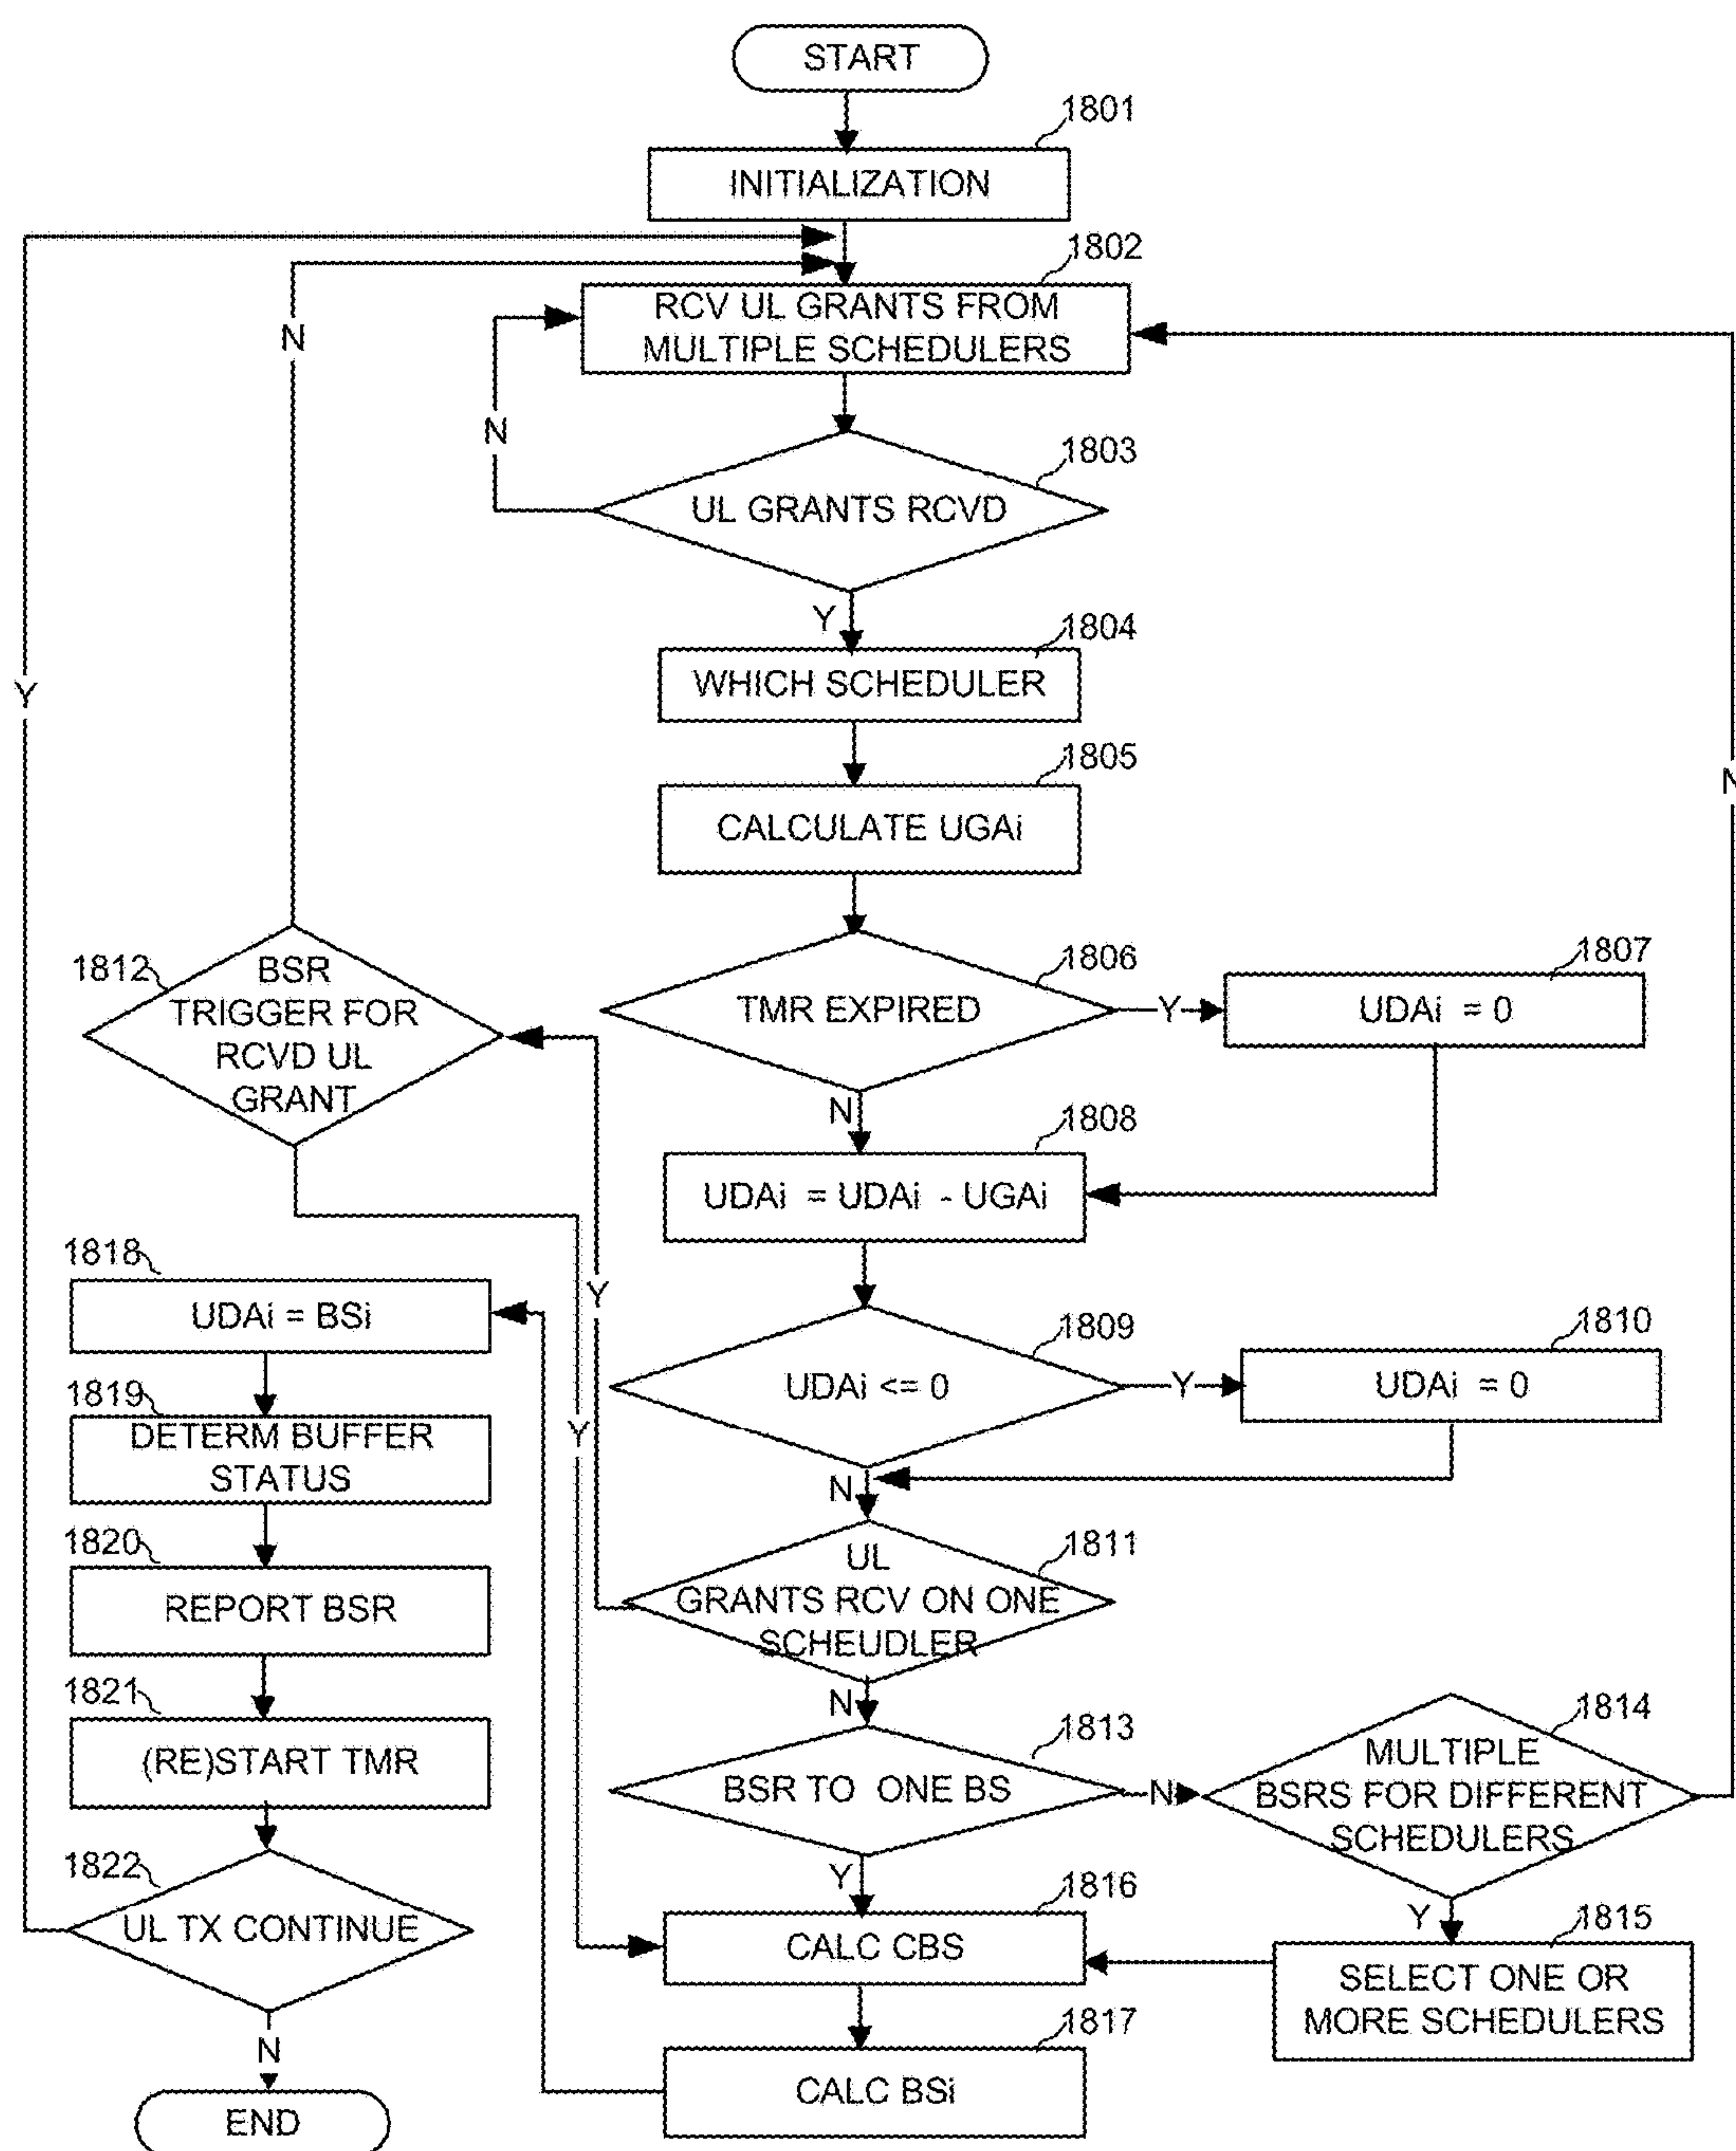 START
1801
INITIALIZATION
1802
RCV UL GRANTS FROM
MULTIPLE SCHEDULERS
N
N
1803
UL GRANTS RCVD
Y
1804
WHICH SCHEDULER
Y
1805
CALCULATE UGAi
N
1812
BSR
TRIGGER FOR
RCVD UL
GRANT
1806
TMR EXPIRED
Y
1807
UDAi = 0
N
1808
UDAi = UDAi - UGAi
1818
UDAi = BSi
Y
1809
UDAi <= 0
Y
1810
UDAi = 0
1819
DETERM BUFFER
STATUS
Y
N
1820
REPORT BSR
1811
UL
GRANTS RCV ON ONE
SCHEUDLER
1821
(RE)START TMR
N
1813
BSR TO ONE BS
N
1814
MULTIPLE
BSRS FOR DIFFERENT
SCHEDULERS
1822
UL TX CONTINUE
Y
1816
CALC CBS
Y
1815
SELECT ONE OR
MORE SCHEDULERS
N
1817
CALC BSi
END